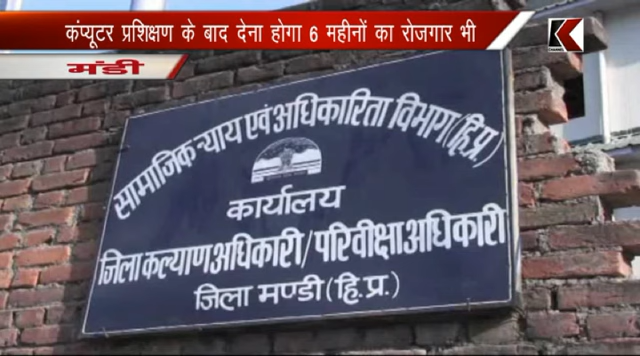 कंप्यूटर प्रशिक्षण के बाद देना होगा 6 महीनों का रोजगार भी
मंडी
सामाजिक न्याय एवं अधिकारिता विभाग(हि.प्र.)
कार्यालय
जिला कल्याण अधिकारी/परिवीक्षा अधिकारी
जिला मण्डी(हि.प्र.)